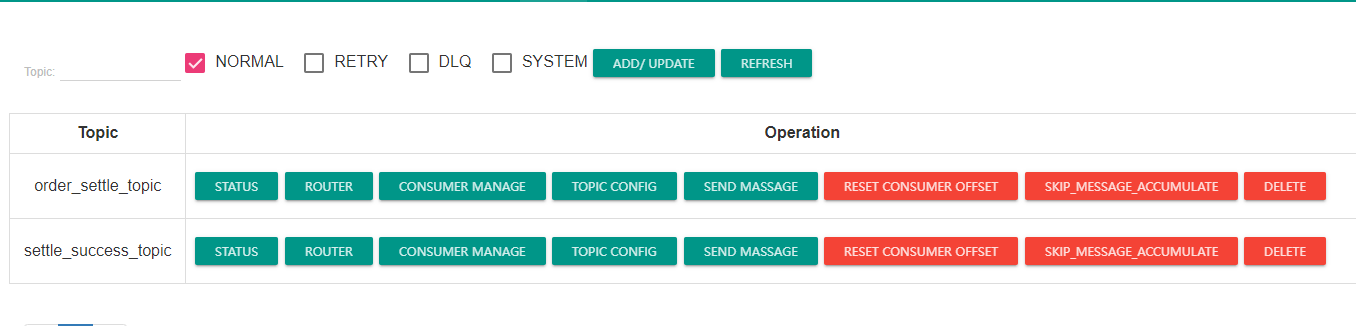 Topic: NORMAL RETRY DLQ SYSTEM ADD/ UPDATE REFRESH
Topic Operation
order_settle_topic STATUS ROUTER CONSUMER MANAGE TOPIC CONFIG SEND MASSAGE RESET CONSUMER OFFSET SKIP_MESSAGE_ACCUMULATE DELETE
settle_success_topic STATUS ROUTER CONSUMER MANAGE TOPIC CONFIG SEND MASSAGE RESET CONSUMER OFFSET SKIP_MESSAGE_ACCUMULATE DELETE